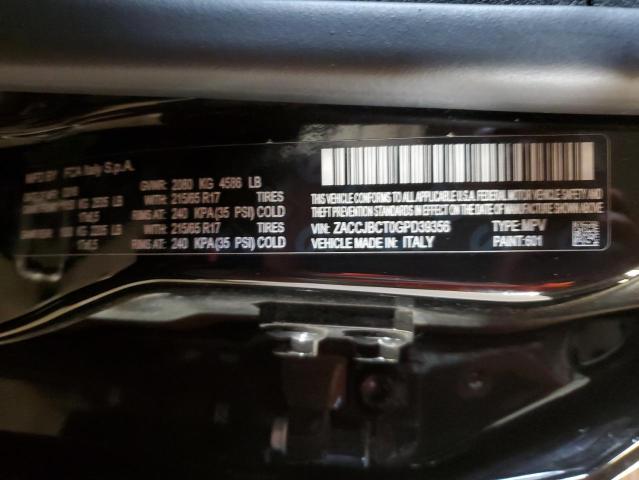 MFD BY FCA Italy S.p.A.
GVWR: 2080 KG 4586 LB
WITH 215/65 R17 TIRES
AT: 240 KPA(35 PSI) COLD
WITH 215/65 R17 TIRES
AT: 240 KPA(35 PSI) COLD
THIS VEHICLE CONFORMS TO ALL APPLICABLE U.S.A. FEDERAL MOTOR VEHICLE SAFETY AND
THEFT PREVENTION STANDARDS IN EFFECT ON THE DATE OF MANUFACTURE SHOWN ABOVE
VIN: ZACCJBCT0GPD39356 TYPE: MFV
VEHICLE MADE IN: ITALY PAINT: 601